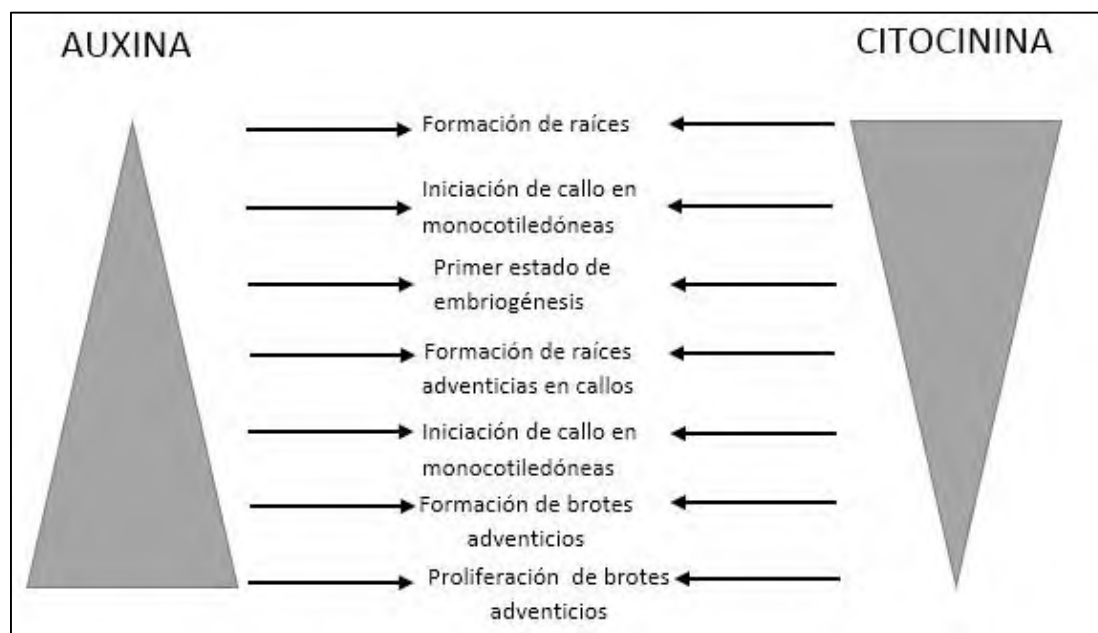 AUXINA
CITOCININA
Formación de raíces
Iniciación de callo en
monocotiledóneas
Primer estado de
embriogénesis
Formación de raíces
adventicias en callos
Iniciación de callo en
monocotiledóneas
Formación de brotes
adventicios
Proliferación de brotes
adventicios